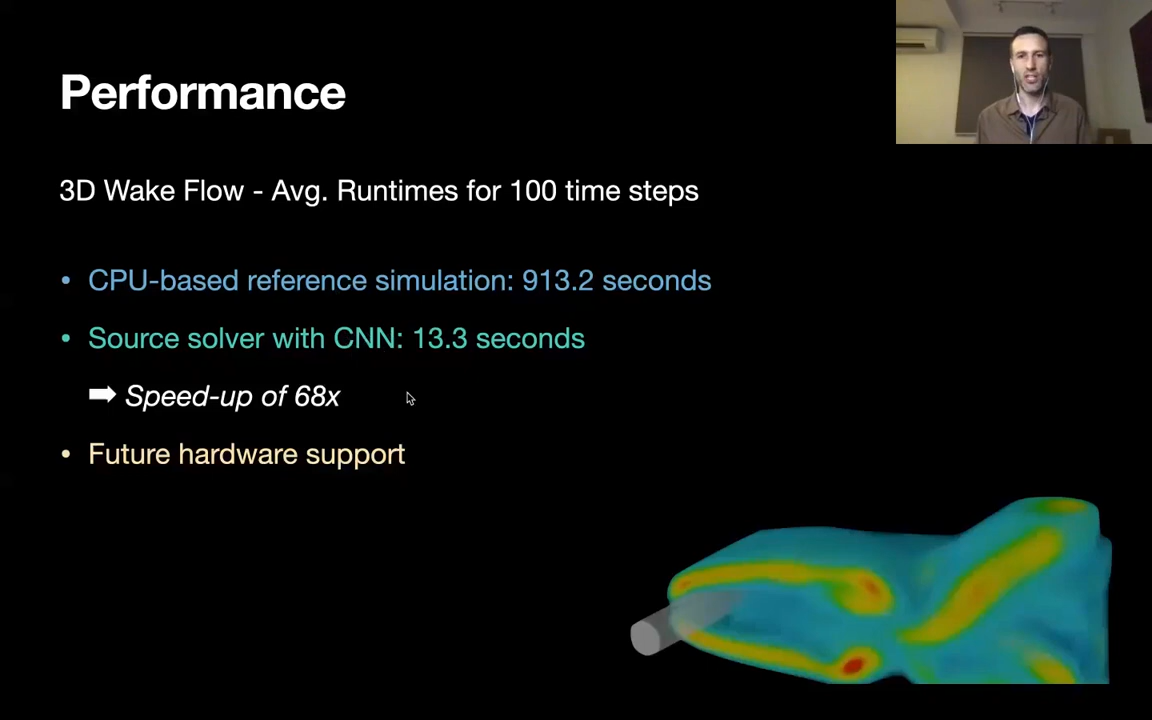 Performance
3D Wake Flow - Avg. Runtimes for 100 time steps
• CPU-based reference simulation: 913.2 seconds
• Source solver with CNN: 13.3 seconds
➡ Speed-up of 68x
• Future hardware support